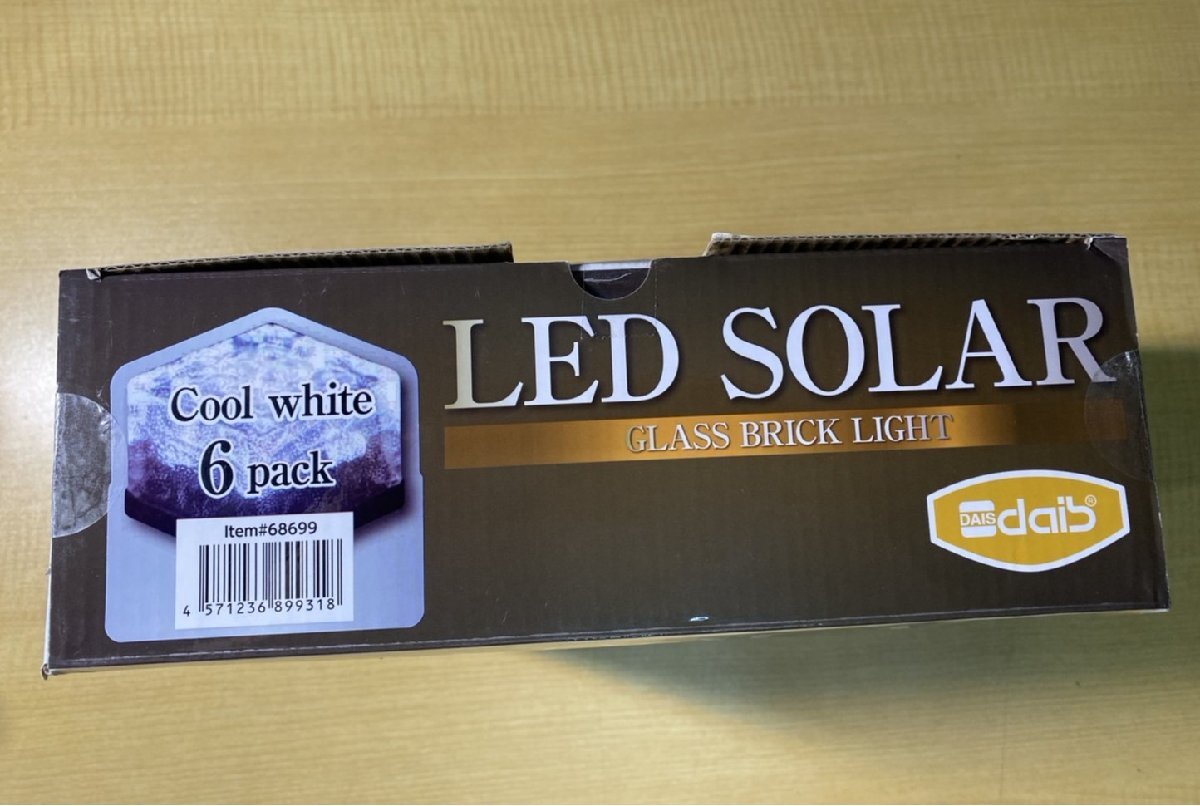 LED SOLAR
GLASS BRICK LIGHT
Cool white
6 pack
Item#68699
4 571236 899318
DAIS daib®